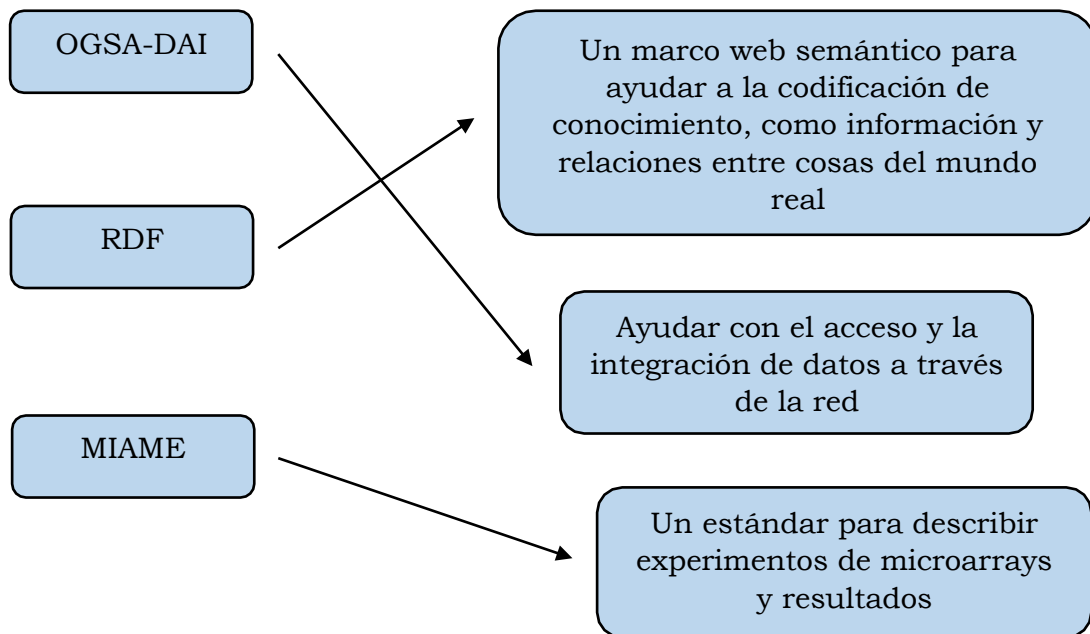 OGSA-DAI
Un marco web semántico para
ayudar a la codificación de
conocimiento, como información y
relaciones entre cosas del mundo
real
RDF
Ayudar con el acceso y la
integración de datos a través
de la red
MIAME
Un estándar para describir
experimentos de microarrays
y resultados